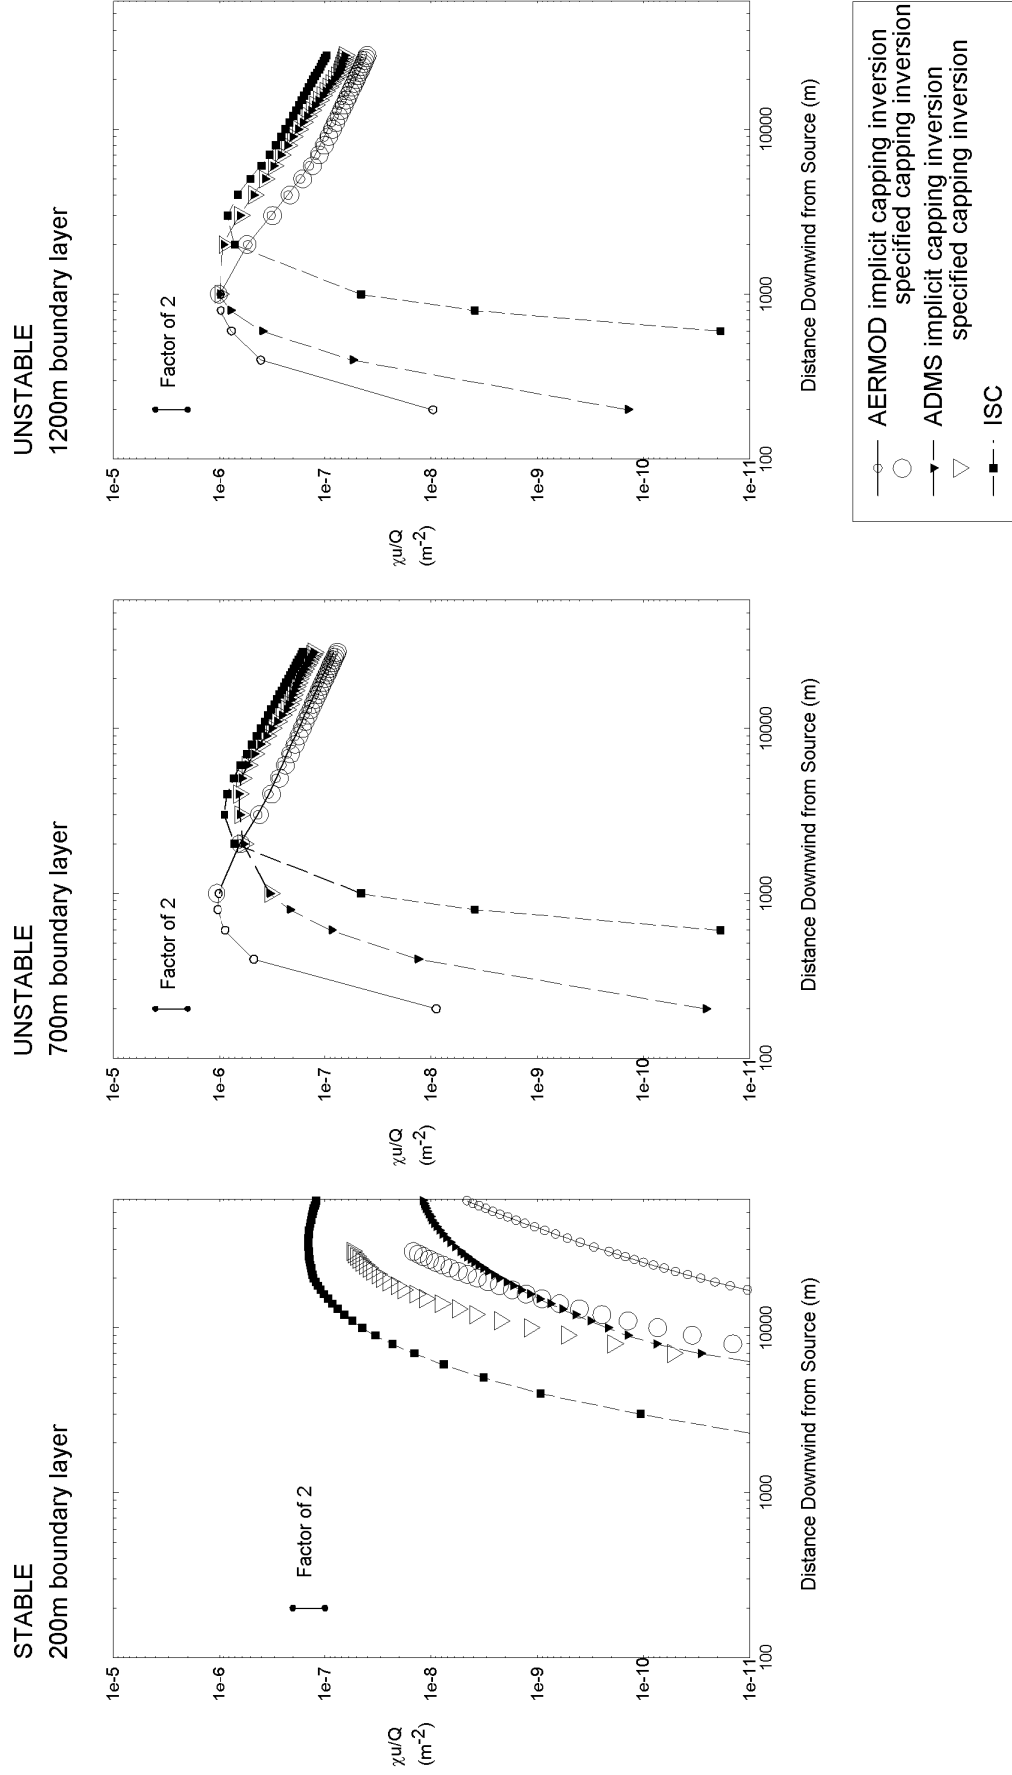 STABLE
200m boundary layer
1e-5
1e-6
1e-7
1e-8
1e-9
1e-10
1e-11
χu/Q
(m-2)
Factor of 2
100
1000
10000
Distance Downwind from Source (m)
UNSTABLE
700m boundary layer
1e-5
1e-6
1e-7
1e-8
1e-9
1e-10
1e-11
χu/Q
(m-2)
Factor of 2
100
1000
10000
Distance Downwind from Source (m)
UNSTABLE
1200m boundary layer
1e-5
1e-6
1e-7
1e-8
1e-9
1e-10
1e-11
χu/Q
(m-2)
Factor of 2
100
1000
10000
Distance Downwind from Source (m)
AERMOD implicit capping inversion
specified capping inversion
ADMS implicit capping inversion
specified capping inversion
ISC